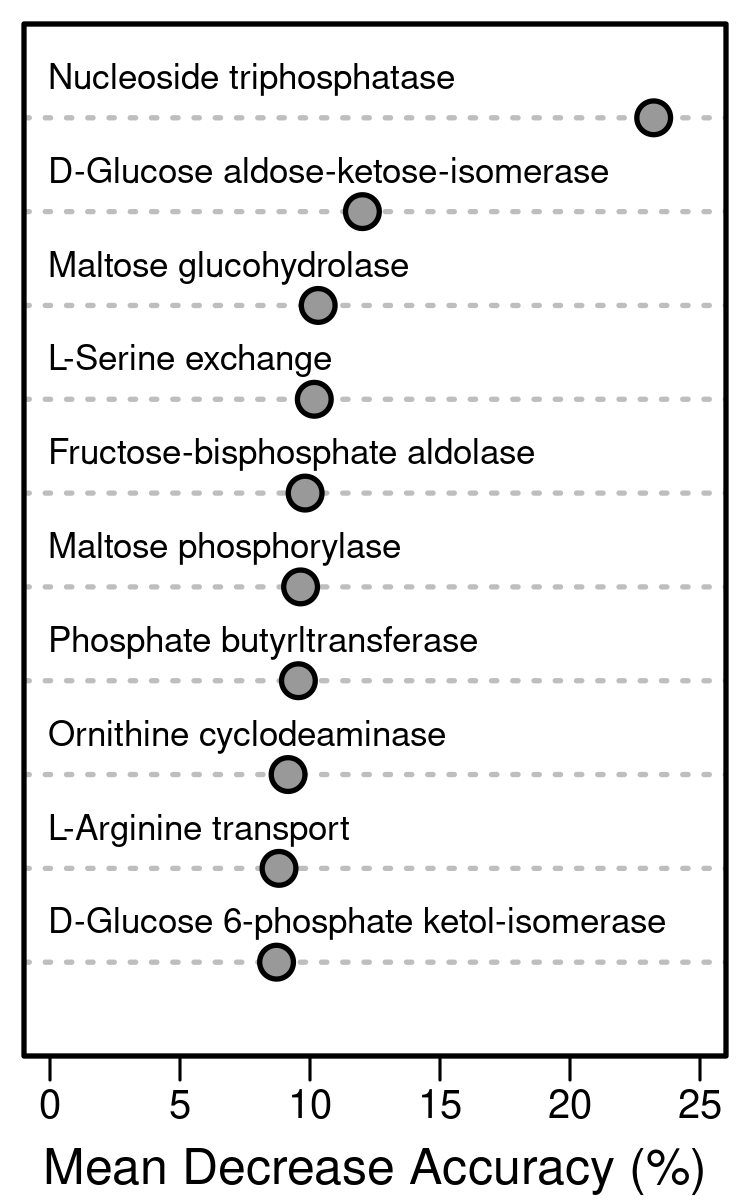 Nucleoside triphosphatase
D-Glucose aldose-ketose-isomerase
Maltose glucohydrolase
L-Serine exchange
Fructose-bisphosphate aldolase
Maltose phosphorylase
Phosphate butyrltransferase
Ornithine cyclodeaminase
L-Arginine transport
D-Glucose 6-phosphate ketol-isomerase
0 5 10 15 20 25
Mean Decrease Accuracy (%)